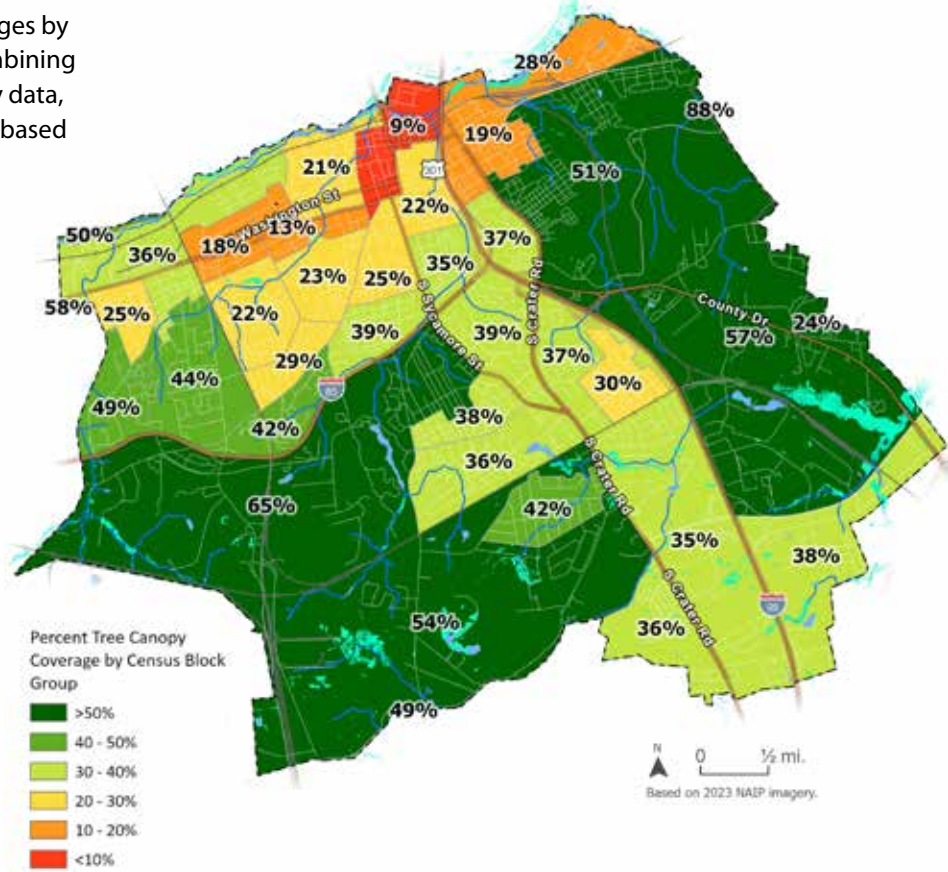 ges by
nbining
y data,
based
28%
88%
9%
19%
21%
301
51%
22%
Washington St
13%
50%
18%
37%
36%
35%
23%
25%
S Crater Rd
58%
25%
22%
S Sycamore St
County Dr
24%
39%
39%
57%
37%
29%
30%
44%
85
49%
38%
42%
36%
S Crater Rd
65%
42%
35%
38%
S Crater Rd
95
54%
36%
49%
Percent Tree Canopy
Coverage by Census Block
Group
>50%
40 - 50%
30 - 40%
20 - 30%
10 - 20%
<10%
N
0 ½ mi.
Based on 2023 NAIP imagery.